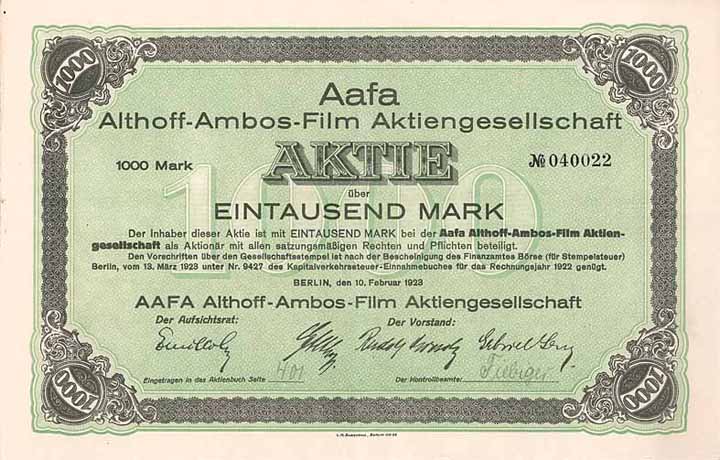 1000 1000
Aafa
Althoff-Ambos-Film Aktiengesellschaft
AKTIE
1000 Mark № 040022
1000
über
EINTAUSEND MARK
Der Inhaber dieser Aktie ist mit EINTAUSEND MARK bei der Aafa Althoff-Ambos-Film Aktien-
gesellschaft als Aktionär mit allen satzungsmäßigen Rechten und Pflichten beteiligt.
Den Vorschriften über den Gesellschaftsstempel ist nach der Bescheinigung des Finanzamtes Börse (für Stempelsteuer)
Berlin, vom 13. März 1923 unter Nr. 9427 des Kapitalverkehrsteuer-Einnahmebuches für das Rechnungsjahr 1922 genügt.
BERLIN, den 10. Februar 1923
AAFA Althoff-Ambos-Film Aktiengesellschaft
Der Aufsichtsrat: Der Vorstand:
Eingetragen in das Aktienbuch Seite 401 Der Kontrollbeamte: Fiebiger
1000 1000